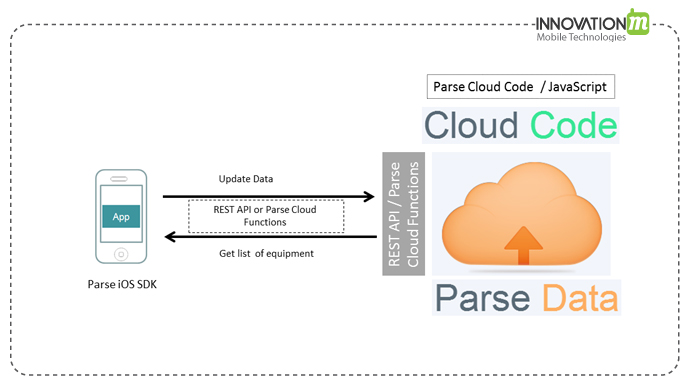 INNOVATION m
Mobile Technologies
Parse Cloud Code / JavaScript
Cloud Code
Update Data
REST API or Parse Cloud
Functions
Get list of equipment
App
Parse iOS SDK
REST API / Parse
Cloud Functions
Parse Data